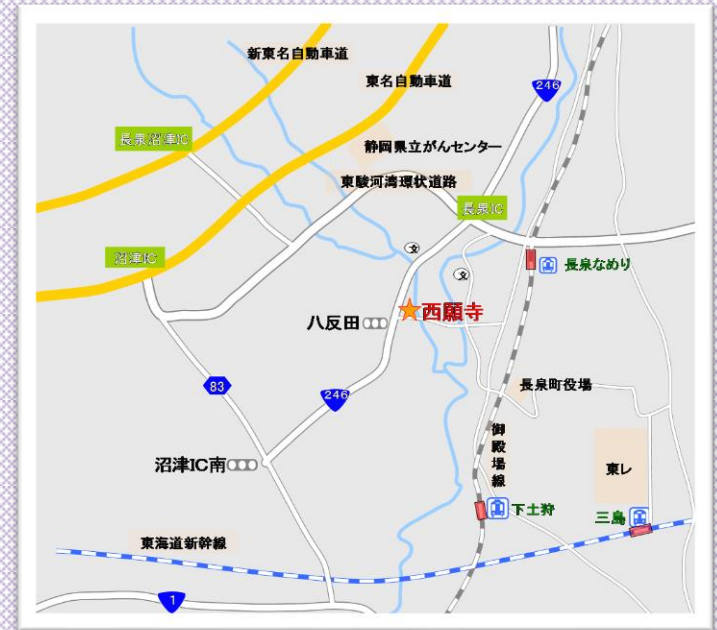 新東名自動車道
東名自動車道
246
長泉沼津IC
静岡県立がんセンター
東駿河湾環状道路
長泉IC
文
沼津IC
長泉なめり
文
西願寺
八反田
83
246
長泉町役場
御殿場線
沼津IC南
東レ
下土狩
三島
東海道新幹線
1